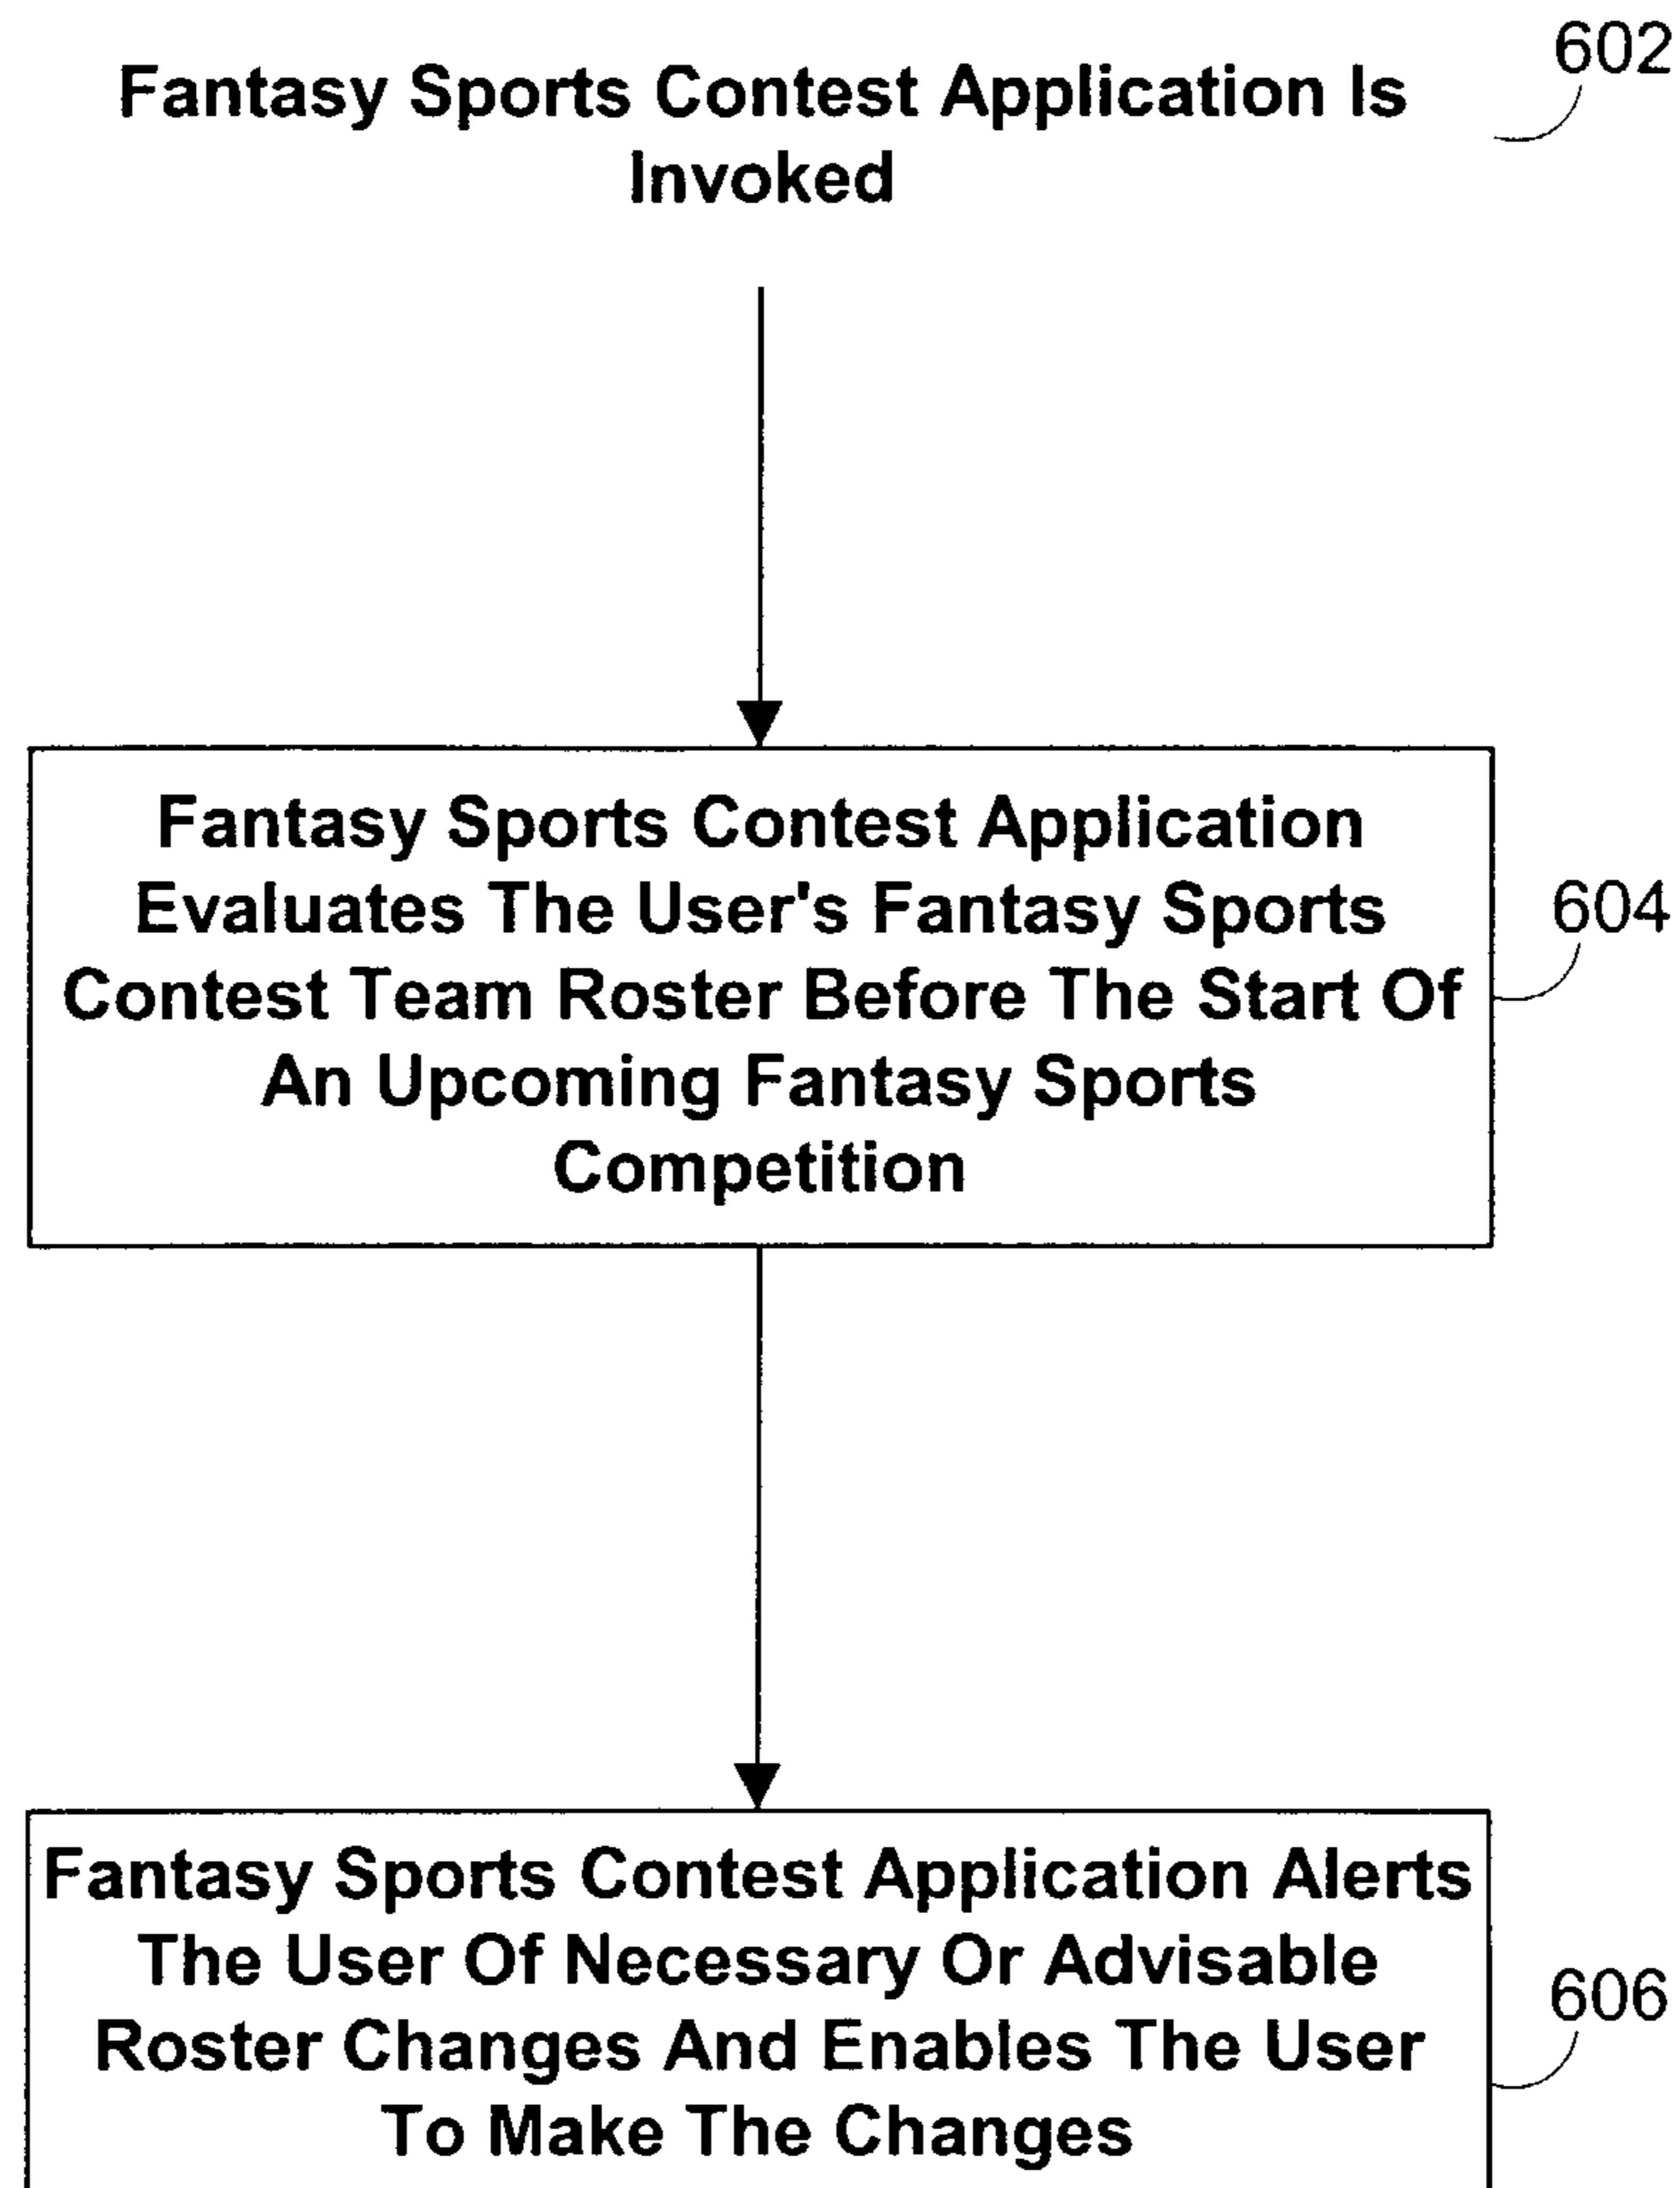 602
Fantasy Sports Contest Application Is
Invoked
Fantasy Sports Contest Application
Evaluates The User's Fantasy Sports
Contest Team Roster Before The Start Of
An Upcoming Fantasy Sports
Competition
604
Fantasy Sports Contest Application Alerts
The User Of Necessary Or Advisable
Roster Changes And Enables The User
To Make The Changes
606